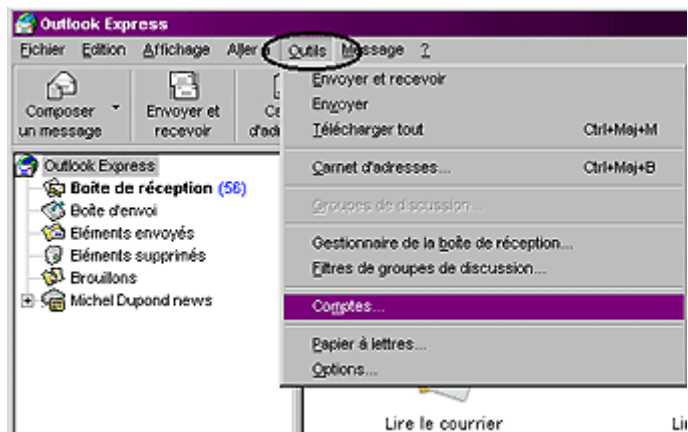 Outlook Express
Fichier Edition Affichage Aller à Outils Message ?
Composer un message
Envoyer et recevoir
Envoyer et recevoir
Envoyer
Télécharger tout Ctrl+Maj+M
Carnet d'adresses... Ctrl+Maj+B
Groupes de discussion...
Gestionnaire de la boîte de réception...
Filtres de groupes de discussion...
Comptes...
Papier à lettres...
Options...
Outlook Express
Boîte de réception (56)
Boîte d'envoi
Eléments envoyés
Eléments supprimés
Brouillons
Michel Dupond news
Lire le courrier